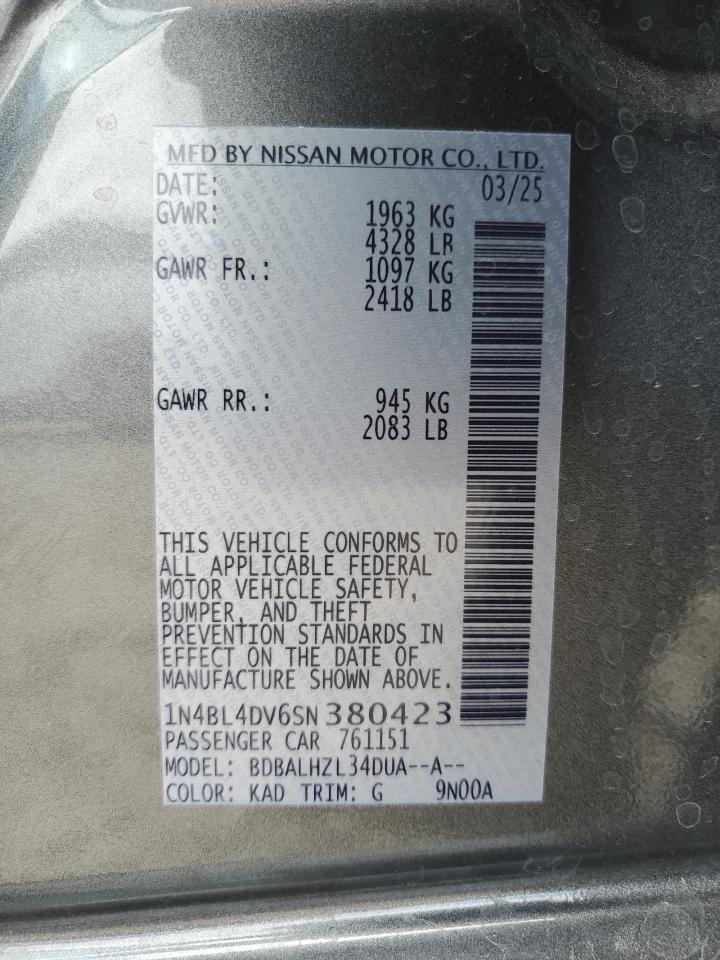 MFD BY NISSAN MOTOR CO., LTD.
DATE: 03/25
GVWR: 1963 KG
4328 LB
GAWR FR.: 1097 KG
2418 LB
GAWR RR.: 945 KG
2083 LB
THIS VEHICLE CONFORMS TO
ALL APPLICABLE FEDERAL
MOTOR VEHICLE SAFETY,
BUMPER, AND THEFT
PREVENTION STANDARDS IN
EFFECT ON THE DATE OF
MANUFACTURE SHOWN ABOVE.
1N4BL4DV6SN380423
PASSENGER CAR 761151
MODEL: BDBALHZL34DUA--A--
COLOR: KAD TRIM: G 9N00A